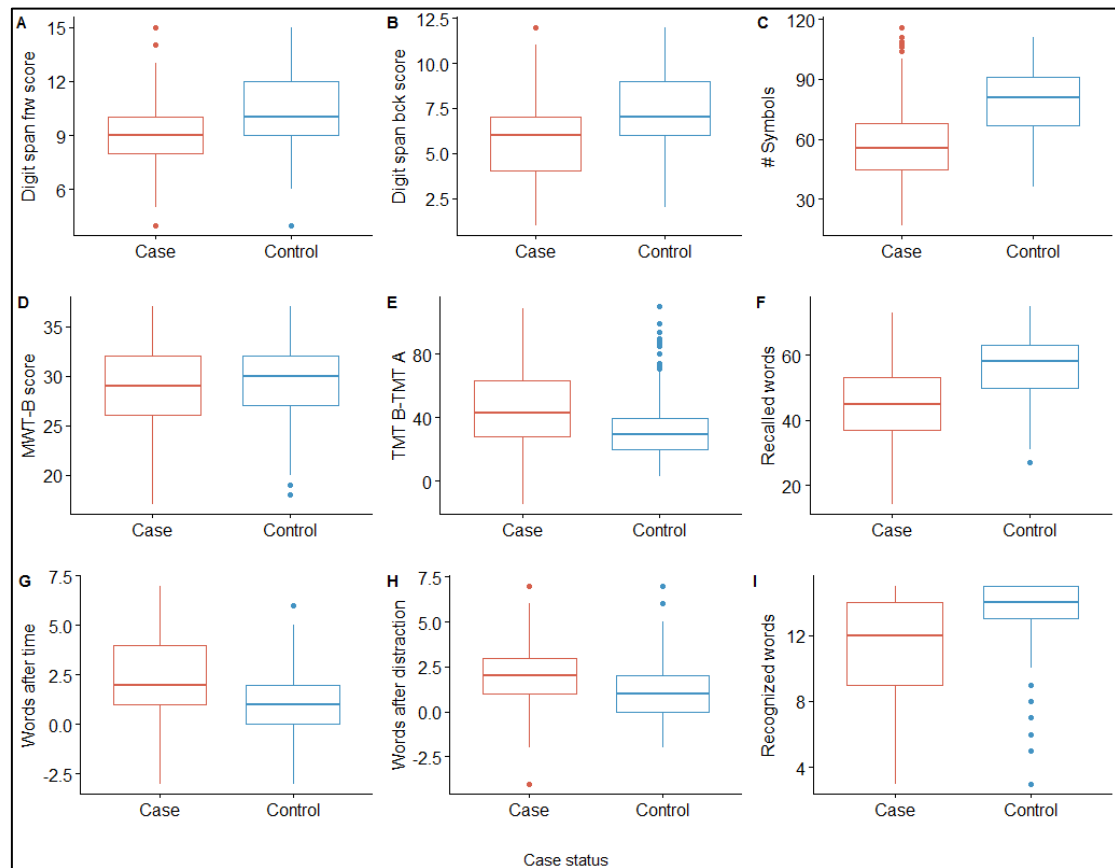 A
Digit span frw score
15
12
9
6
Case Control
B
Digit span bck score
12.5
10.0
7.5
5.0
2.5
Case Control
C
# Symbols
120
90
60
30
Case Control
D
MWT-B score
35
30
25
20
Case Control
E
TMT B-TMT A
80
40
0
Case Control
F
Recalled words
60
40
20
Case Control
G
Words after time
7.5
5.0
2.5
0.0
-2.5
Case Control
H
Words after distraction
7.5
5.0
2.5
0.0
-2.5
Case Control
I
Recognized words
12
8
4
Case Control
Case status